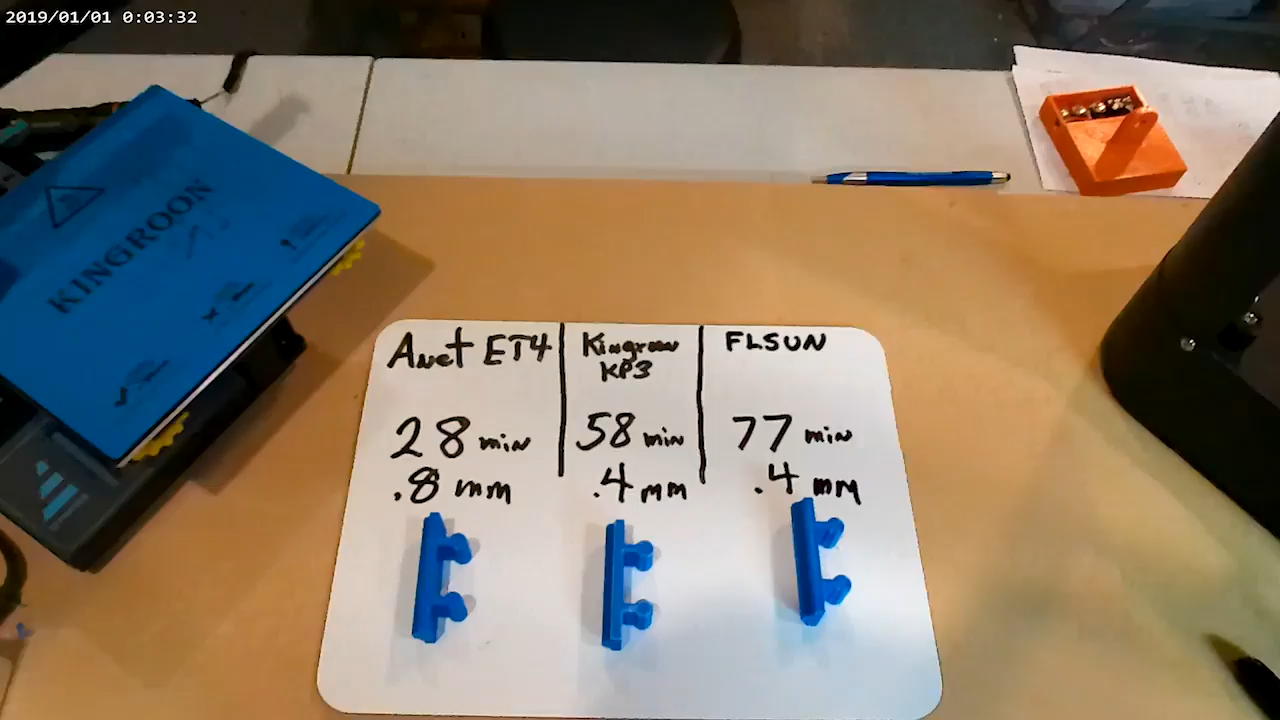 2019/01/01 0:03:32
KINGROON
Anet ET4
Kingroon
KP3
FLSUN
28 min
58 min
77 min
.8 mm
.4 mm
.4 mm